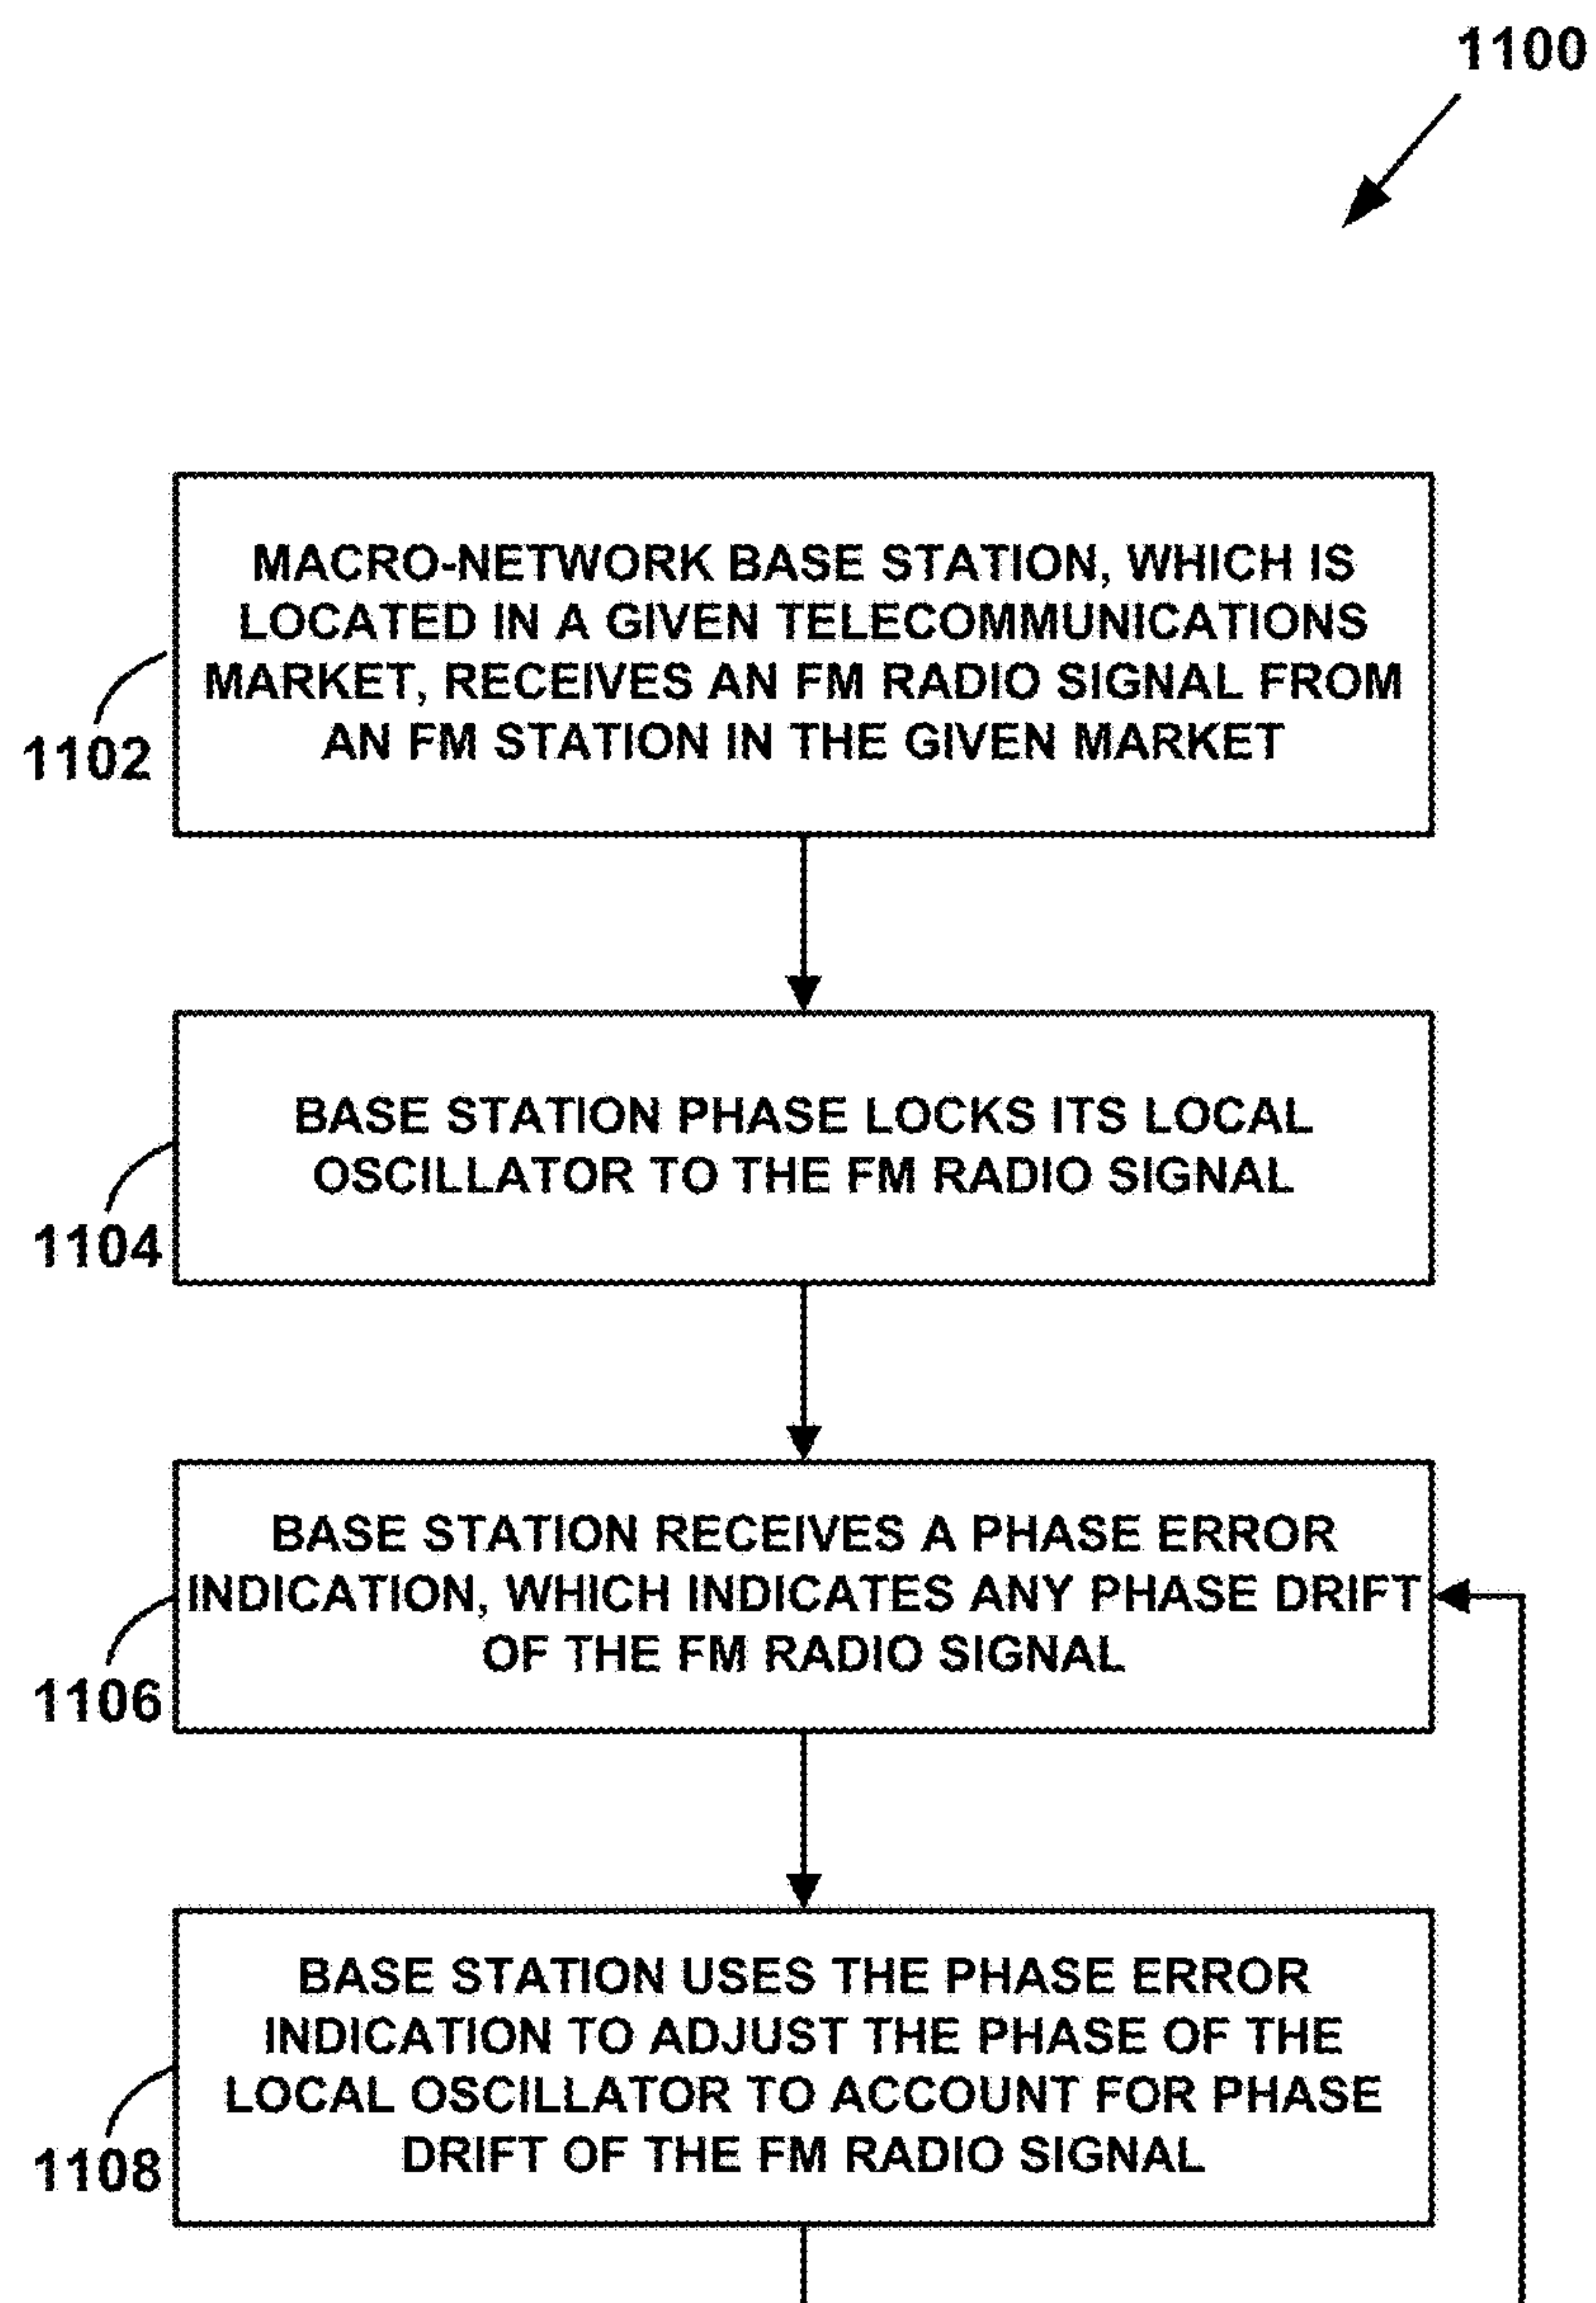 1100
MACRO-NETWORK BASE STATION, WHICH IS
LOCATED IN A GIVEN TELECOMMUNICATIONS
MARKET, RECEIVES AN FM RADIO SIGNAL FROM
AN FM STATION IN THE GIVEN MARKET
1102
BASE STATION PHASE LOCKS ITS LOCAL
OSCILLATOR TO THE FM RADIO SIGNAL
1104
BASE STATION RECEIVES A PHASE ERROR
INDICATION, WHICH INDICATES ANY PHASE DRIFT
OF THE FM RADIO SIGNAL
1106
BASE STATION USES THE PHASE ERROR
INDICATION TO ADJUST THE PHASE OF THE
LOCAL OSCILLATOR TO ACCOUNT FOR PHASE
DRIFT OF THE FM RADIO SIGNAL
1108